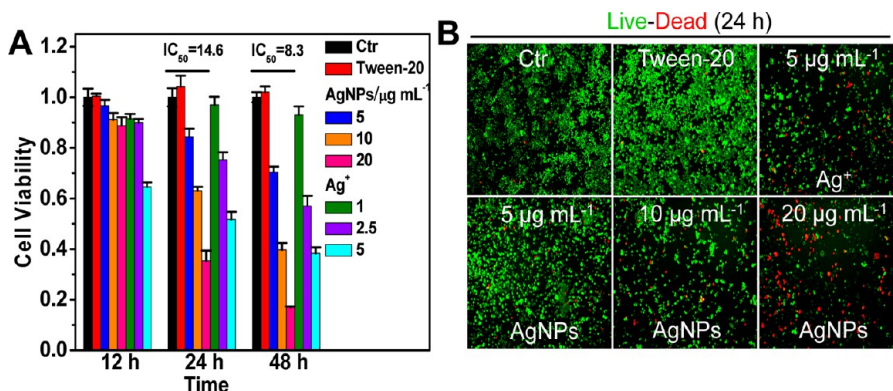 A
IC50=14.6
IC50=8.3
Ctr
Tween-20
AgNPs/μg mL⁻¹
5
10
20
Ag⁺
1
2.5
5
1.2
1.0
0.8
0.6
0.4
0.2
0.0
Cell Viability
12 h
24 h
48 h
Time
B
Live-Dead (24 h)
Ctr
Tween-20
5 μg mL⁻¹
Ag⁺
5 μg mL⁻¹
AgNPs
10 μg mL⁻¹
AgNPs
20 μg mL⁻¹
AgNPs